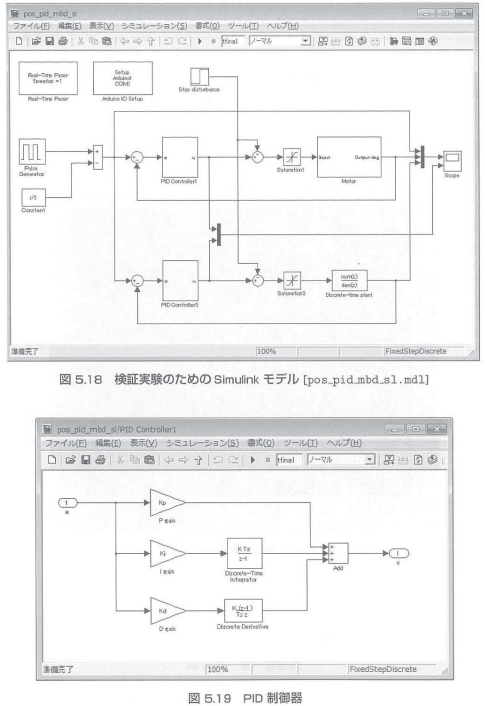 pos_pid_mbd_sl
ファイル(F) 編集(E) 表示(V) シミュレーション(S) 書式(O) ツール(T) ヘルプ(H)
tfinal ノーマル
Real-Time Pacer
Speedup = 1
Real-Time Pacer
Setup
Arduino1
COM3
Arduino IO Setup
Step disturbance
Pulse
Generator
r/2
Constant
e u
PID Controller1
Saturation1
Input Output deg
Motor
Scope
e u
PID Controller2
Saturation2
num(z)
den(z)
Discrete-time plant
準備完了 100% FixedStepDiscrete
図 5.18 検証実験のための Simulink モデル [pos_pid_mbd_sl.mdl]
pos_pid_mbd_sl/PID Controller1
ファイル(F) 編集(E) 表示(V) シミュレーション(S) 書式(O) ツール(T) ヘルプ(H)
tfinal ノーマル
1
e
Kp
P gain
Ki
I gain
K Ts
z-1
Discrete-Time
Integrator
Kd
D gain
K (z-1)
Ts z
Discrete Derivative
Add
1
u
準備完了 100% FixedStepDiscrete
図 5.19 PID 制御器